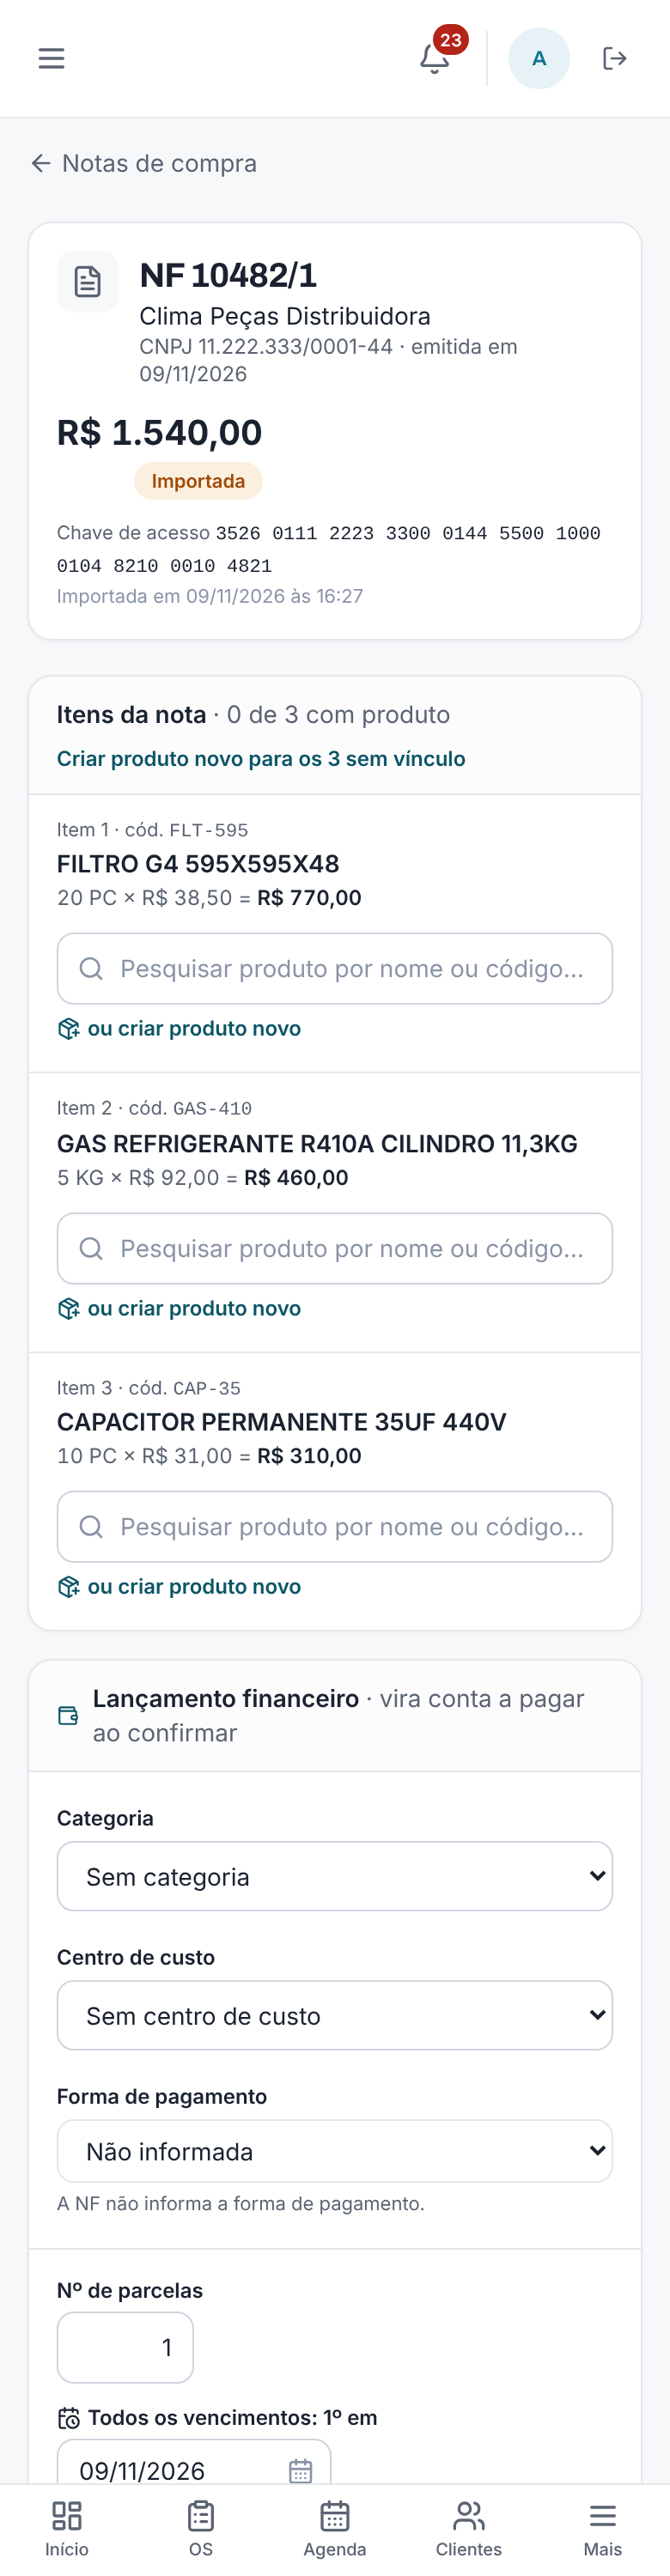 23
A
Notas de compra
NF 10482/1
Clima Peças Distribuidora
CNPJ 11.222.333/0001-44 · emitida em
09/11/2026
R$ 1.540,00
Importada
Chave de acesso 3526 0111 2223 3300 0144 5500 1000
0104 8210 0010 4821
Importada em 09/11/2026 às 16:27
Itens da nota · 0 de 3 com produto
Criar produto novo para os 3 sem vínculo
Item 1 · cód. FLT-595
FILTRO G4 595X595X48
20 PC × R$ 38,50 = R$ 770,00
Pesquisar produto por nome ou código...
ou criar produto novo
Item 2 · cód. GAS-410
GAS REFRIGERANTE R410A CILINDRO 11,3KG
5 KG × R$ 92,00 = R$ 460,00
Pesquisar produto por nome ou código...
ou criar produto novo
Item 3 · cód. CAP-35
CAPACITOR PERMANENTE 35UF 440V
10 PC × R$ 31,00 = R$ 310,00
Pesquisar produto por nome ou código...
ou criar produto novo
Lançamento financeiro · vira conta a pagar
ao confirmar
Categoria
Sem categoria
Centro de custo
Sem centro de custo
Forma de pagamento
Não informada
A NF não informa a forma de pagamento.
Nº de parcelas
1
Todos os vencimentos: 1º em
09/11/2026
Início
OS
Agenda
Clientes
Mais